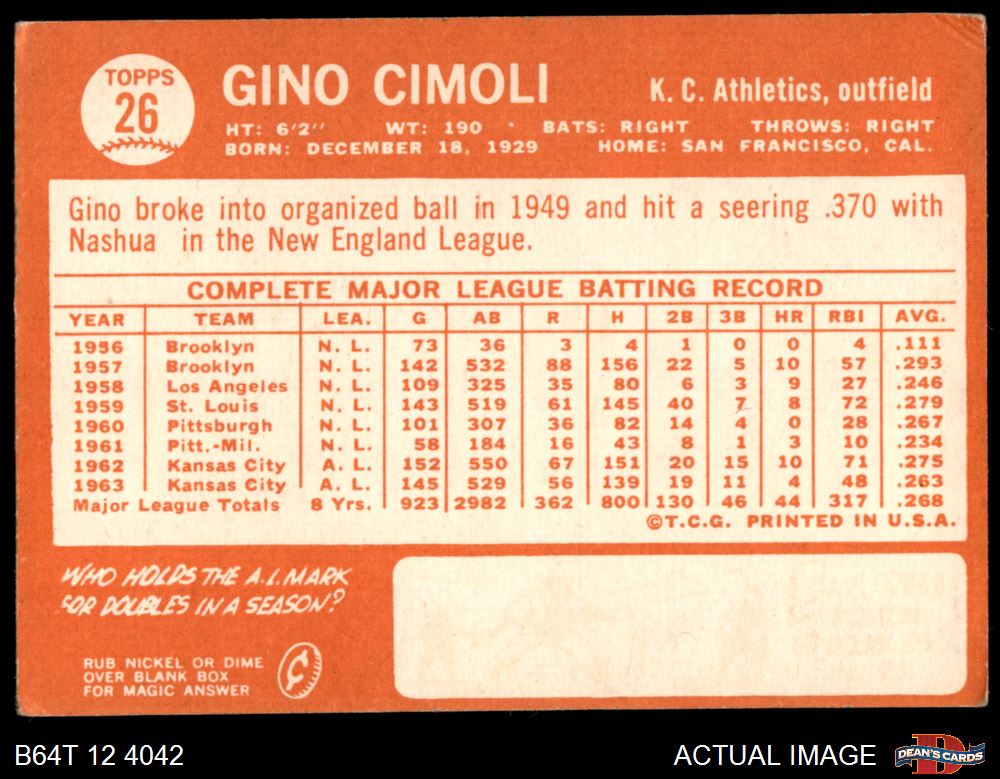 TOPPS
26
GINO CIMOLI
K. C. Athletics, outfield
HT: 6'2" WT: 190 BATS: RIGHT THROWS: RIGHT
BORN: DECEMBER 18, 1929 HOME: SAN FRANCISCO, CAL.
Gino broke into organized ball in 1949 and hit a seering .370 with
Nashua in the New England League.
COMPLETE MAJOR LEAGUE BATTING RECORD
YEAR TEAM LEA. G AB R H 2B 3B HR RBI AVG.
1956 Brooklyn N. L. 73 36 3 4 1 0 0 4 .111
1957 Brooklyn N. L. 142 532 88 156 22 5 10 57 .293
1958 Los Angeles N. L. 109 325 35 80 6 3 9 27 .246
1959 St. Louis N. L. 143 519 61 145 40 7 8 72 .279
1960 Pittsburgh N. L. 101 307 36 82 14 4 0 28 .267
1961 Pitt.-Mil. N. L. 58 184 16 43 8 1 3 10 .234
1962 Kansas City A. L. 152 550 67 151 20 15 10 71 .275
1963 Kansas City A. L. 145 529 56 139 19 11 4 48 .263
Major League Totals 8 Yrs. 923 2982 362 800 130 46 44 317 .268
©T.C.G. PRINTED IN U.S.A.
WHO HOLDS THE A.L. MARK
FOR DOUBLES IN A SEASON?
RUB NICKEL OR DIME
OVER BLANK BOX
FOR MAGIC ANSWER
B64T 12 4042
ACTUAL IMAGE
DEAN'S CARDS